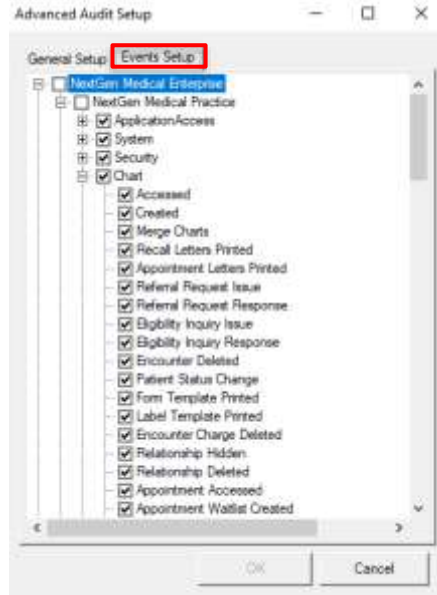 Advanced Audit Setup
General Setup Events Setup
NextGen Medical Enterprise
NextGen Medical Practice
ApplicationAccess
System
Security
Chart
Accessed
Created
Merge Charts
Recall Letters Printed
Appointment Letters Printed
Referral Request Issue
Referral Request Response
Eligibility Inquiry Issue
Eligibility Inquiry Response
Encounter Deleted
Patient Status Change
Form Template Printed
Label Template Printed
Encounter Charge Deleted
Relationship Hidden
Relationship Deleted
Appointment Accessed
Appointment Waitlist Created
OK Cancel